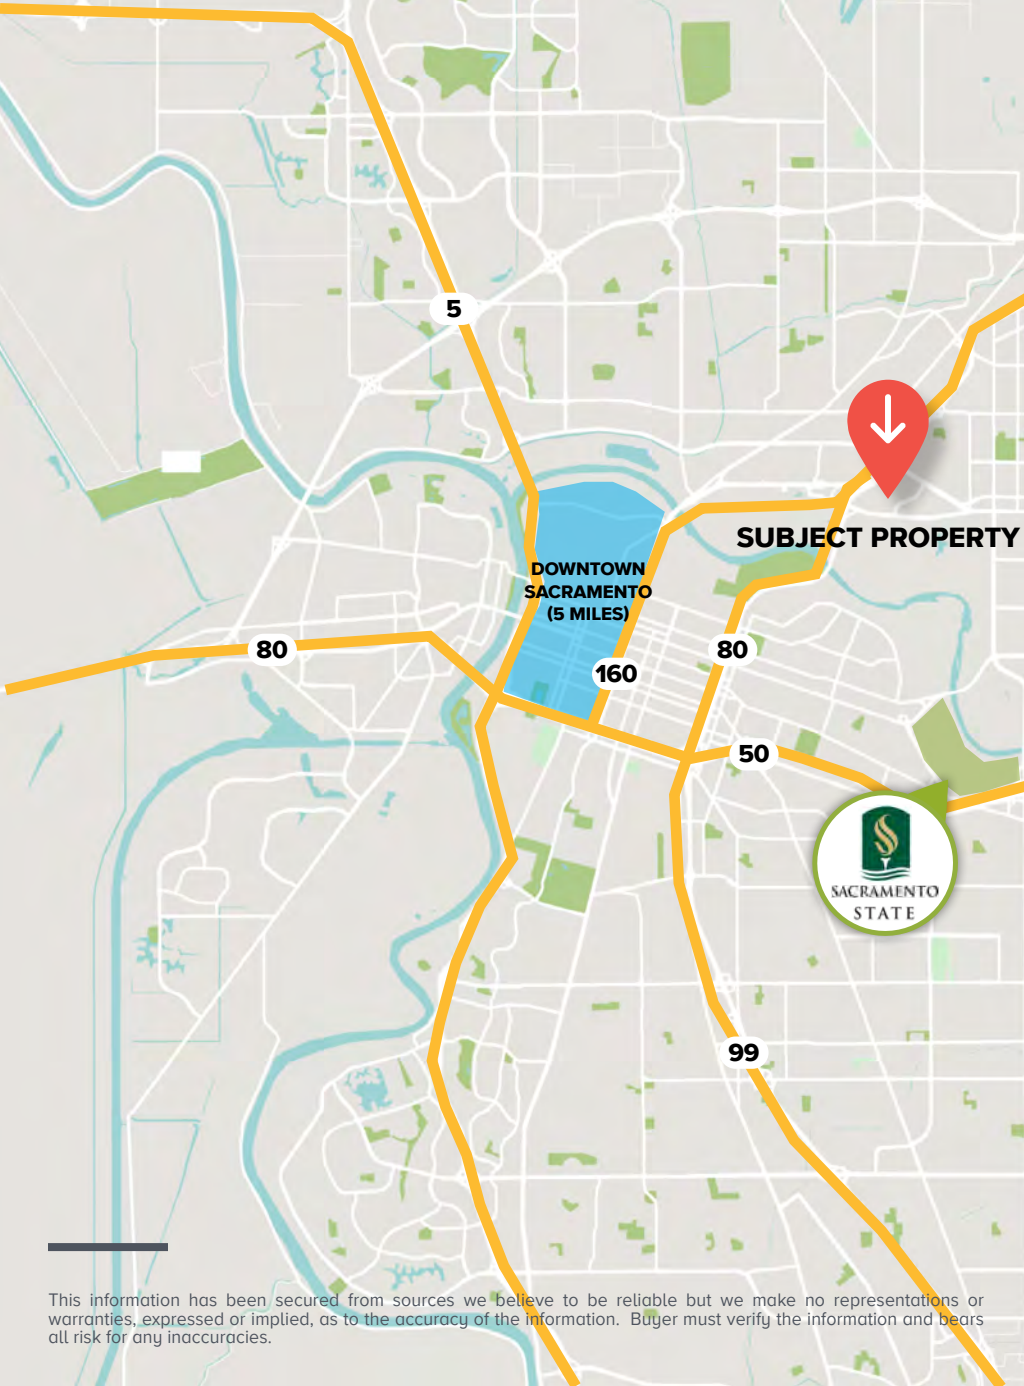 5
SUBJECT PROPERTY
DOWNTOWN
SACRAMENTO
(5 MILES)
80
80
160
50
SACRAMENTO
STATE
99
This information has been secured from sources we believe to be reliable but we make no representations or
warranties, expressed or implied, as to the accuracy of the information.  Buyer must verify the information and bears
all risk for any inaccuracies.